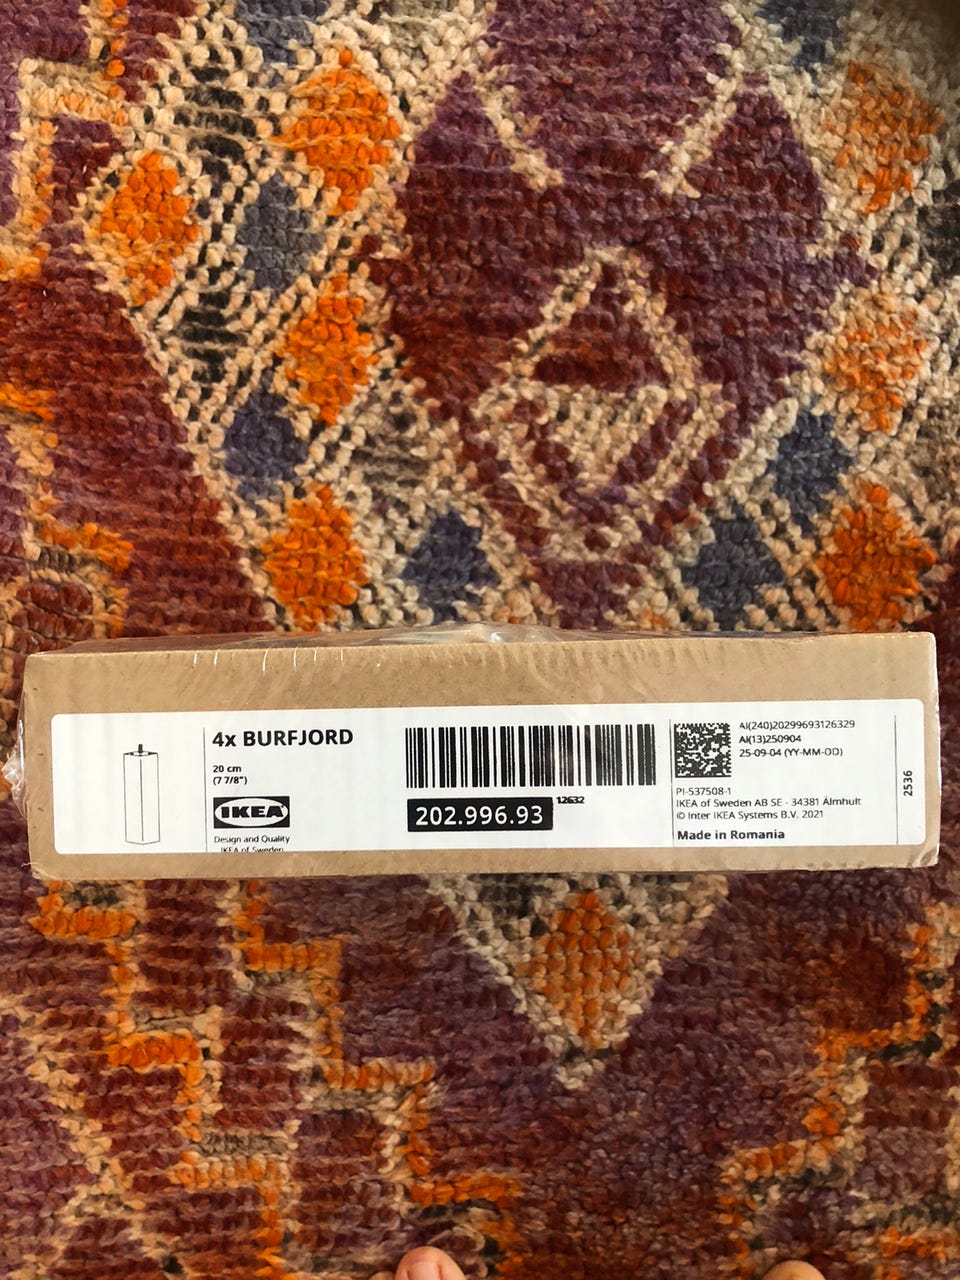 4x BURFJORD
20 cm
(7 7/8")
IKEA
Design and Quality
IKEA of Sweden
202.996.93
12632
AI(240)20299693126329
AI(13)250904
25-09-04 (YY-MM-DD)
PI-537508-1
IKEA of Sweden AB SE - 34381 Älmhult
© Inter IKEA Systems B.V. 2021
Made in Romania
2536